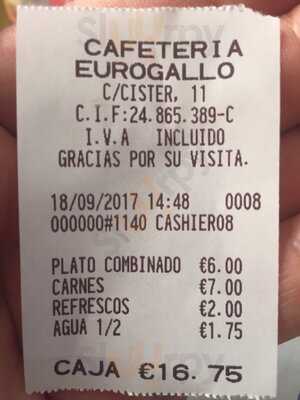 CAFETERIA
EUROGALLO
C/CISTER, 11
C.I.F:24.865.389-C
I.V.A INCLUIDO
GRACIAS POR SU VISITA.
18/09/2017 14:48 0008
000000#1140 CASHIER08
PLATO COMBINADO €6.00
CARNES €7.00
REFRESCOS €2.00
AGUA 1/2 €1.75
CAJA €16.75